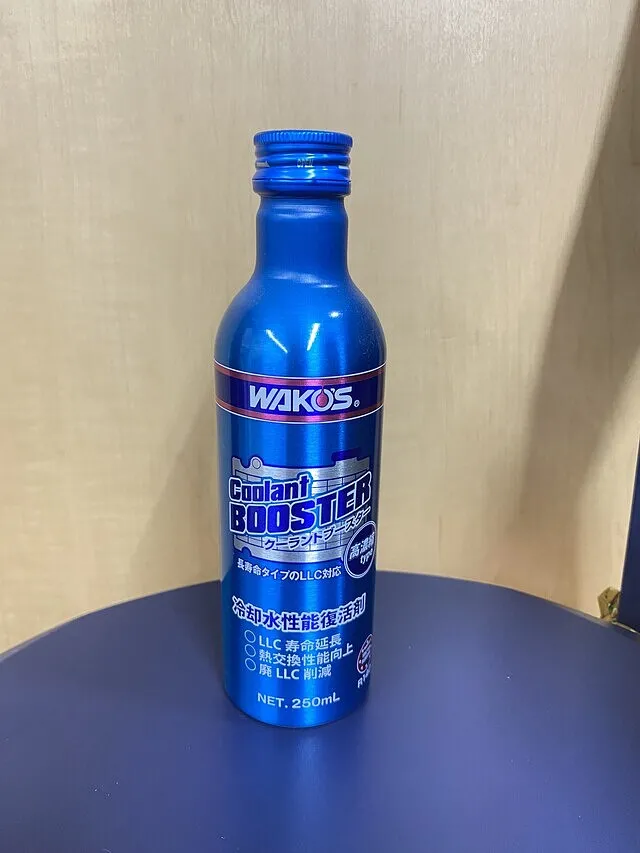 WAKO'S®
Coolant
BOOSTER
クーラントブースター
高濃縮
type
長寿命タイプのLLC対応
冷却水性能復活剤
○ LLC 寿命延長
○ 熱交換性能向上
○ 廃 LLC 削減
NET. 250mL